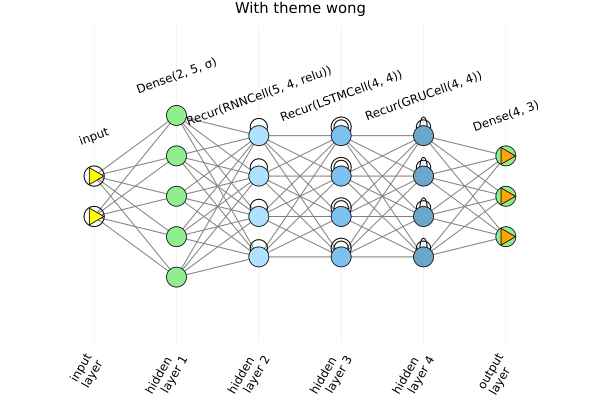 With theme wong
input
Dense(2, 5, σ)
Recur(RNNCell(5, 4, relu))
Recur(LSTMCell(4, 4))
Recur(GRUCell(4, 4))
Dense(4, 3)
input
layer
hidden
layer 1
hidden
layer 2
hidden
layer 3
hidden
layer 4
output
layer